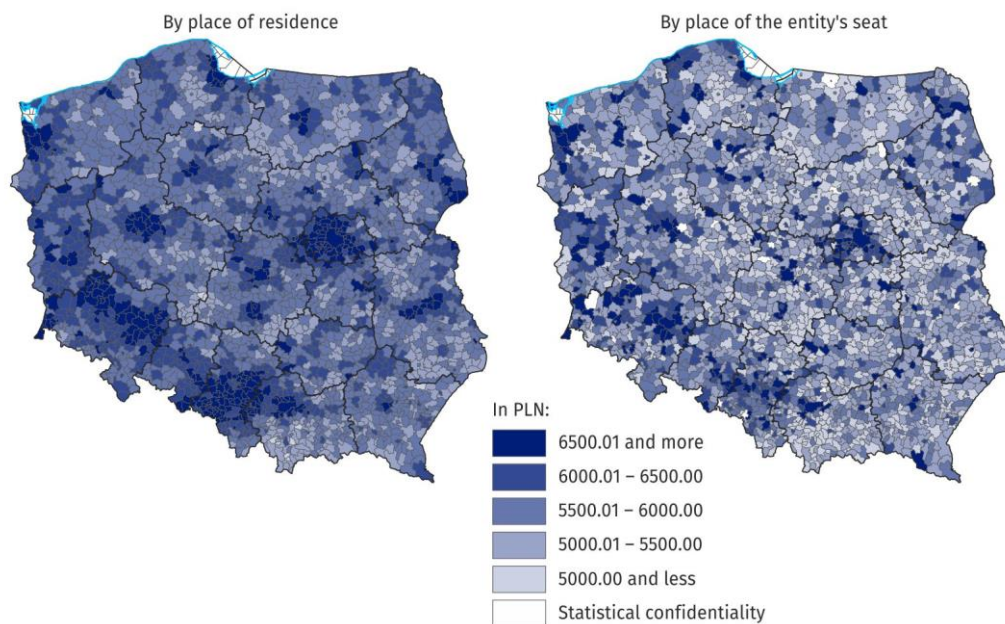 By place of residence
By place of the entity's seat
In PLN:
6500.01 and more
6000.01 – 6500.00
5500.01 – 6000.00
5000.01 – 5500.00
5000.00 and less
Statistical confidentiality